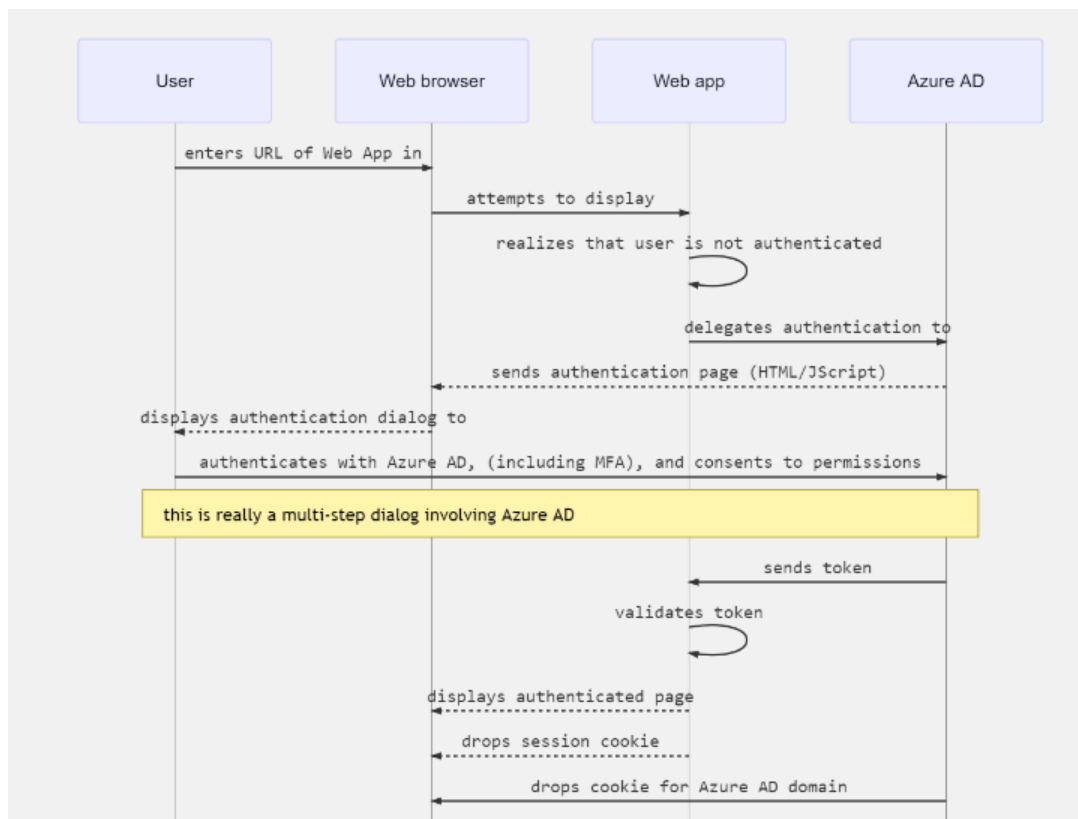 User
Web browser
Web app
Azure AD
enters URL of Web App in
attempts to display
realizes that user is not authenticated
delegates authentication to
sends authentication page (HTML/JScript)
displays authentication dialog to
authenticates with Azure AD, (including MFA), and consents to permissions
this is really a multi-step dialog involving Azure AD
sends token
validates token
displays authenticated page
drops session cookie
drops cookie for Azure AD domain